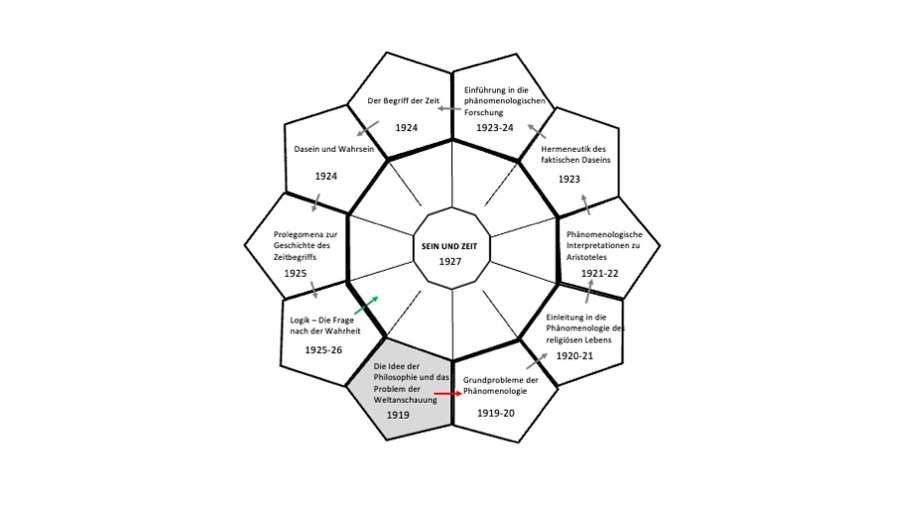 Der Begriff der Zeit
1924
Einführung in die
phänomenologischen
Forschung
1923-24
Dasein und Wahrsein
1924
Hermeneutik des
faktischen Daseins
1923
Prolegomena zur
Geschichte des
Zeitbegriffs
1925
SEIN UND ZEIT
1927
Phänomenologische
Interpretationen zu
Aristoteles
1921-22
Logik – Die Frage
nach der Wahrheit
1925-26
Einleitung in die
Phänomenologie des
religiösen Lebens
1920-21
Die Idee der
Philosophie und das
Problem der
Weltanschauung
1919
Grundprobleme der
Phänomenologie
1919-20